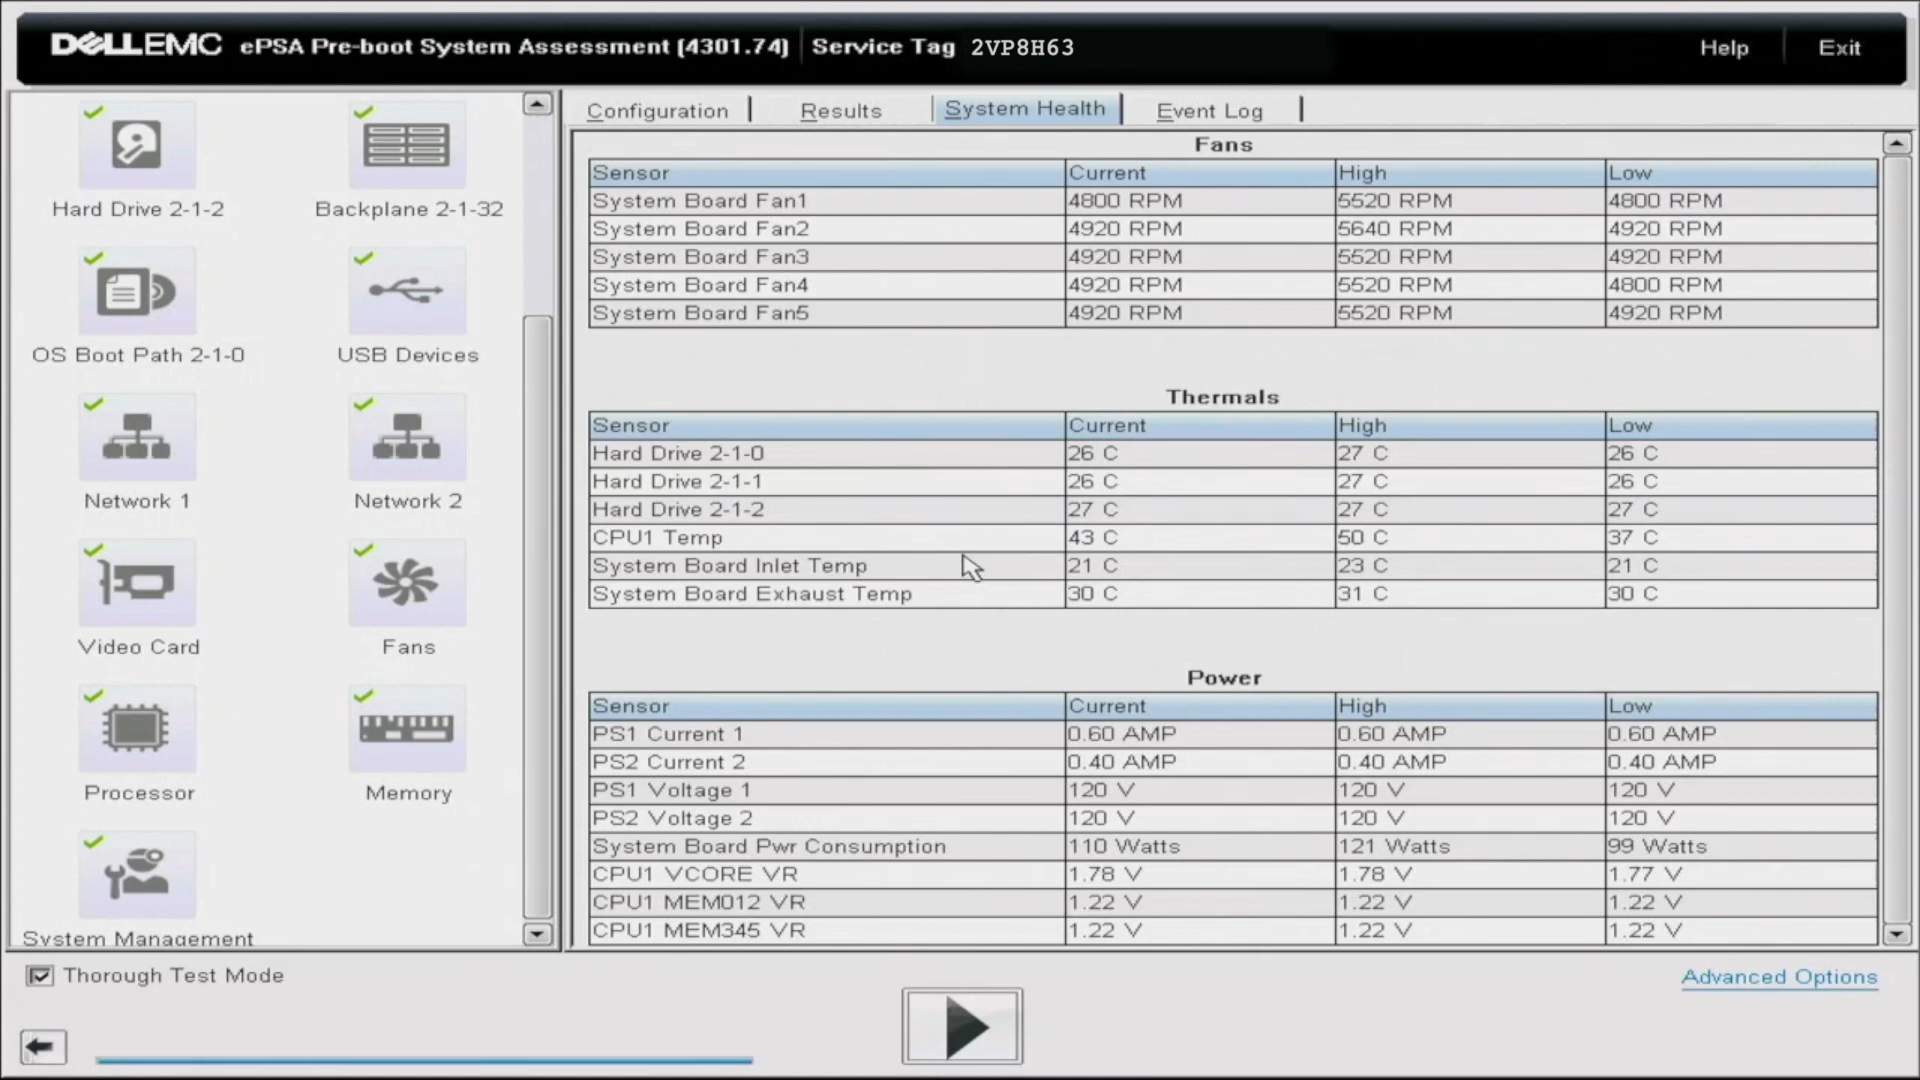 DELLEMC ePSA Pre-boot System Assessment (4301.74) Service Tag 2VP8H63 Help Exit
Hard Drive 2-1-2
Backplane 2-1-32
OS Boot Path 2-1-0
USB Devices
Network 1
Network 2
Video Card
Fans
Processor
Memory
System Management
Configuration Results System Health Event Log
Fans
Sensor Current High Low
System Board Fan1 4800 RPM 5520 RPM 4800 RPM
System Board Fan2 4920 RPM 5640 RPM 4920 RPM
System Board Fan3 4920 RPM 5520 RPM 4920 RPM
System Board Fan4 4920 RPM 5520 RPM 4800 RPM
System Board Fan5 4920 RPM 5520 RPM 4920 RPM
Thermals
Sensor Current High Low
Hard Drive 2-1-0 26 C 27 C 26 C
Hard Drive 2-1-1 26 C 27 C 26 C
Hard Drive 2-1-2 27 C 27 C 27 C
CPU1 Temp 43 C 50 C 37 C
System Board Inlet Temp 21 C 23 C 21 C
System Board Exhaust Temp 30 C 31 C 30 C
Power
Sensor Current High Low
PS1 Current 1 0.60 AMP 0.60 AMP 0.60 AMP
PS2 Current 2 0.40 AMP 0.40 AMP 0.40 AMP
PS1 Voltage 1 120 V 120 V 120 V
PS2 Voltage 2 120 V 120 V 120 V
System Board Pwr Consumption 110 Watts 121 Watts 99 Watts
CPU1 VCORE VR 1.78 V 1.78 V 1.77 V
CPU1 MEM012 VR 1.22 V 1.22 V 1.22 V
CPU1 MEM345 VR 1.22 V 1.22 V 1.22 V
Thorough Test Mode
Advanced Options